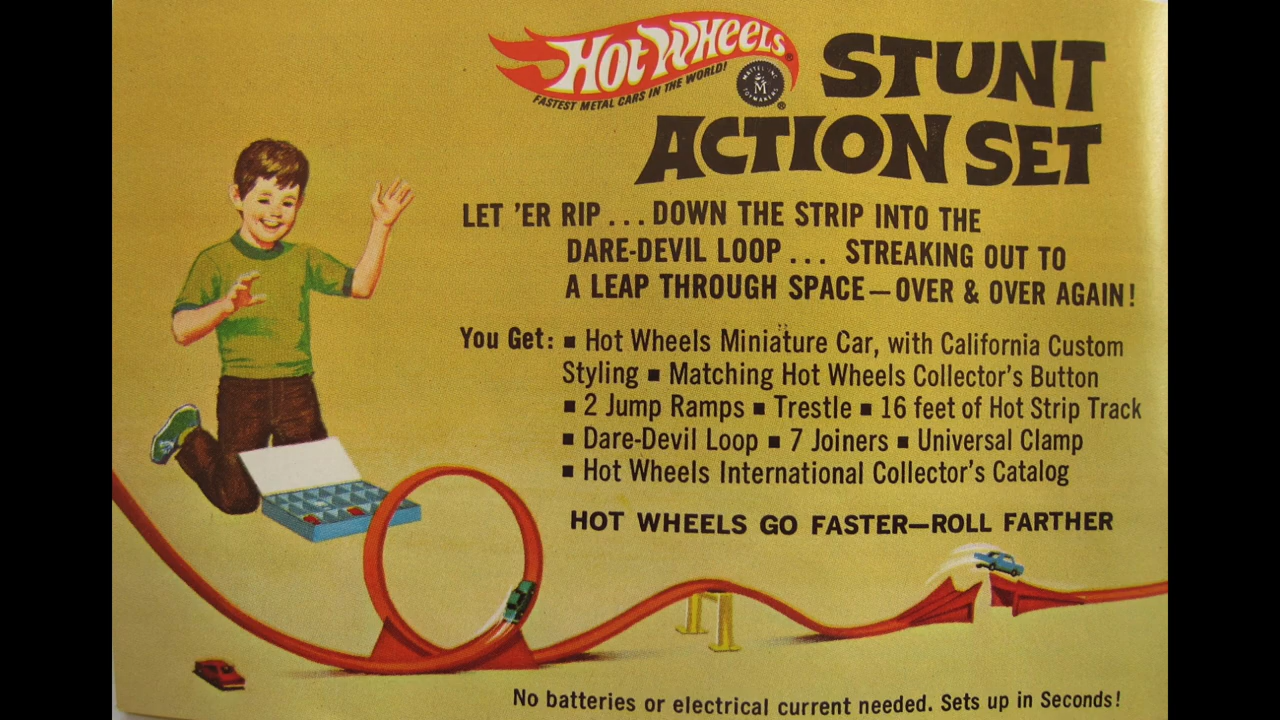 Hot Wheels®
FASTEST METAL CARS IN THE WORLD!
MATTEL, INC.
M
TOYMAKERS
®
STUNT
ACTION SET
LET 'ER RIP . . . DOWN THE STRIP INTO THE
DARE-DEVIL LOOP . . . STREAKING OUT TO
A LEAP THROUGH SPACE—OVER & OVER AGAIN!
You Get: ▪ Hot Wheels Miniature Car, with California Custom
Styling ▪ Matching Hot Wheels Collector's Button
▪ 2 Jump Ramps ▪ Trestle ▪ 16 feet of Hot Strip Track
▪ Dare-Devil Loop ▪ 7 Joiners ▪ Universal Clamp
▪ Hot Wheels International Collector's Catalog
HOT WHEELS GO FASTER—ROLL FARTHER
No batteries or electrical current needed. Sets up in Seconds!